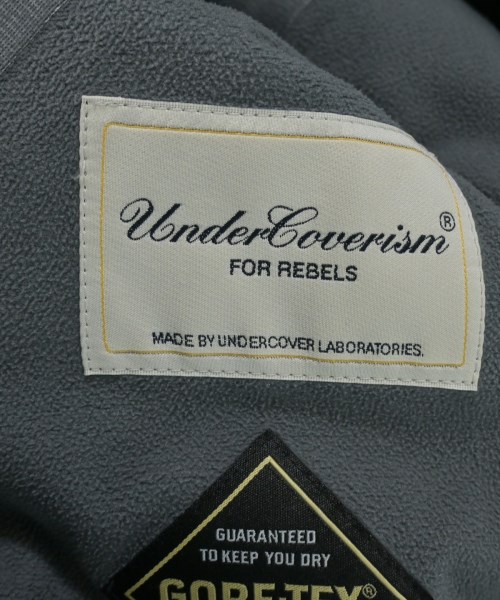 UnderCoverism®
FOR REBELS
MADE BY UNDERCOVER LABORATORIES.
GUARANTEED
TO KEEP YOU DRY
GORE-TEX®